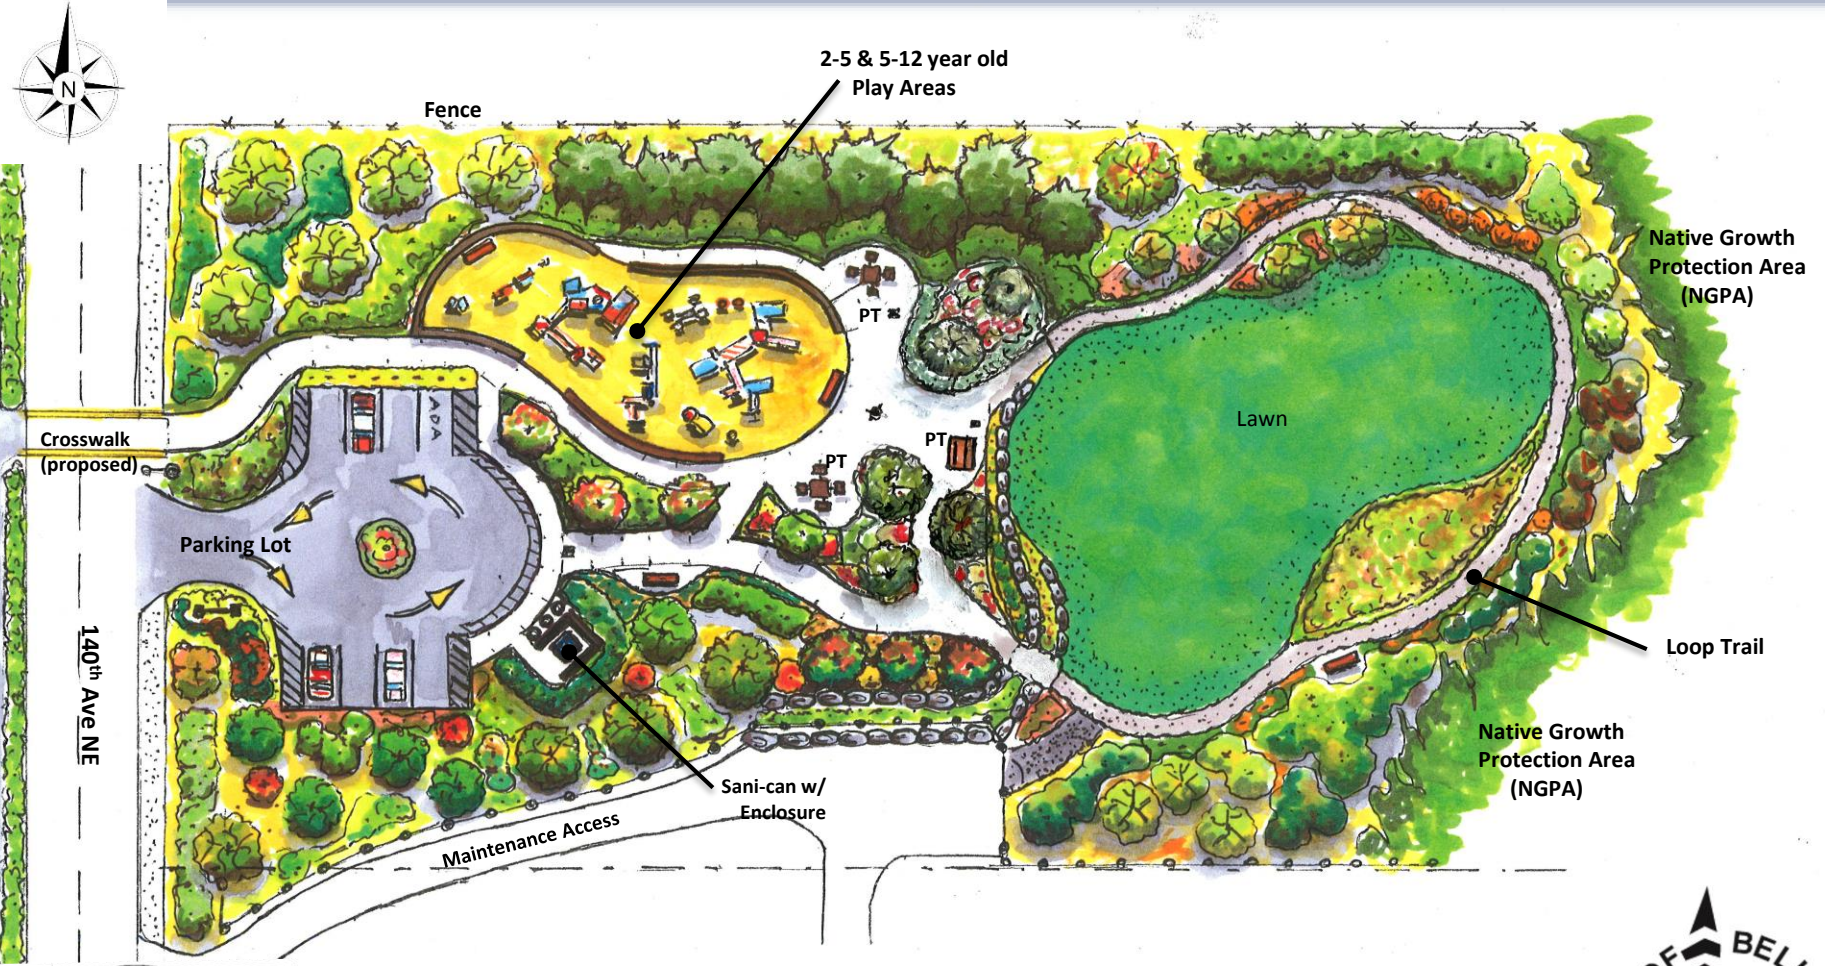 N
2-5 & 5-12 year old
Play Areas
Fence
Native Growth
Protection Area
(NGPA)
PT
ADA
Crosswalk
(proposed)
Lawn
PT
PT
Parking Lot
140th Ave NE
Loop Trail
Native Growth
Protection Area
(NGPA)
Sani-can w/
Enclosure
Maintenance Access